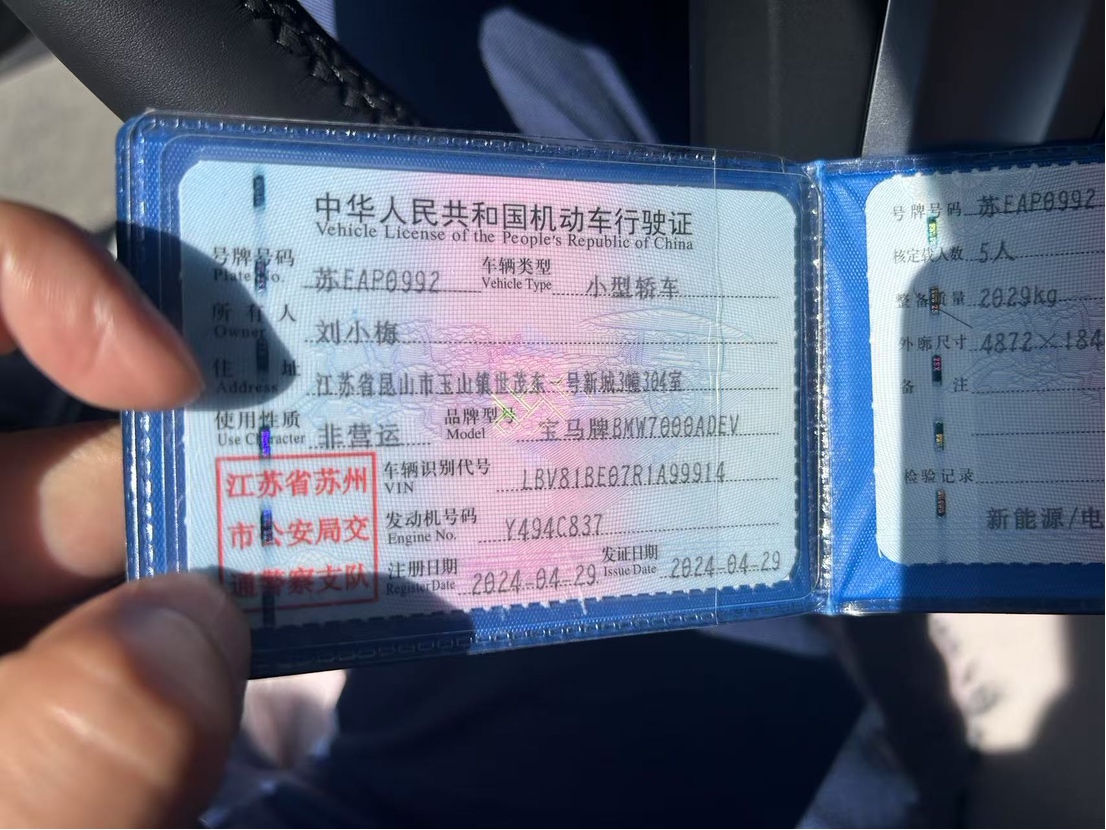 中华人民共和国机动车行驶证
Vehicle License of the People's Republic of China
号牌号码 苏EAP0992 车辆类型 小型轿车
Plate No. Vehicle Type
所有人 刘小梅
Owner
住址 江苏省昆山市玉山镇世茂东一号新城3幢304室
Address
使用性质 非营运 品牌型号 宝马牌BMW7000ADEV
Use Character Model
车辆识别代号 LBV81BE07R1A99914
VIN
发动机号码 Y494C837
Engine No.
注册日期 2024-04-29 发证日期 2024-04-29
Register Date Issue Date
江苏省苏州
市公安局交
通警察支队
号牌号码 苏EAP0992
核定载人数 5人
整备质量 2029kg
外廓尺寸 4872×184
备注
检验记录
新能源/电